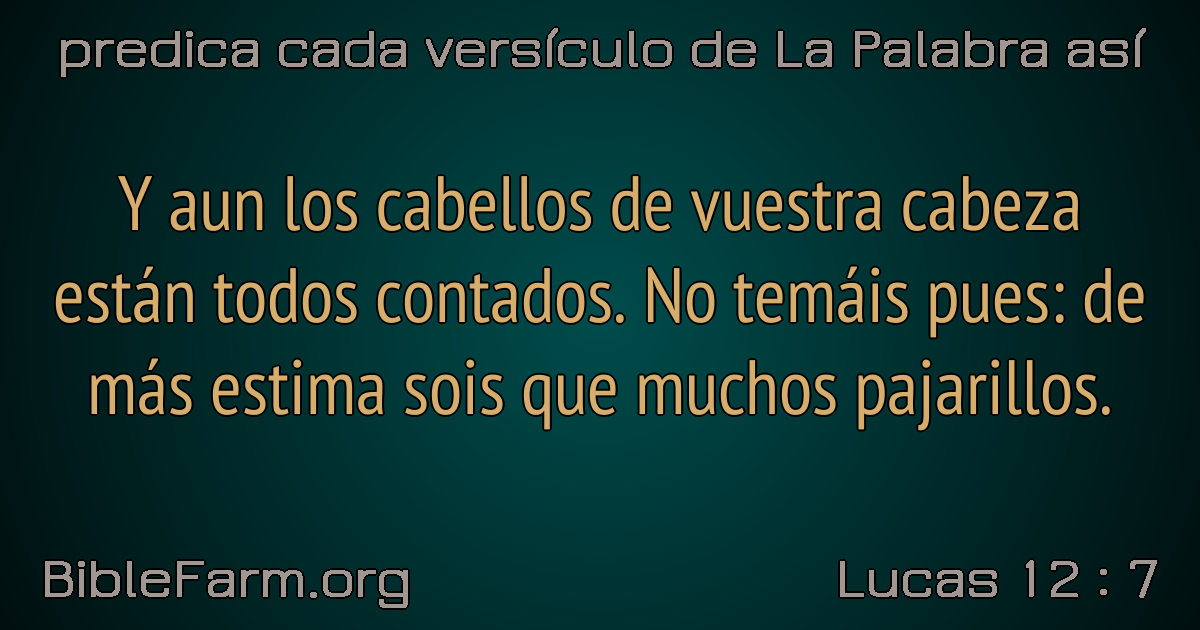 predica cada versículo de La Palabra así
Y aun los cabellos de vuestra cabeza
están todos contados. No temáis pues: de
más estima sois que muchos pajarillos.
BibleFarm.org
Lucas 12 : 7